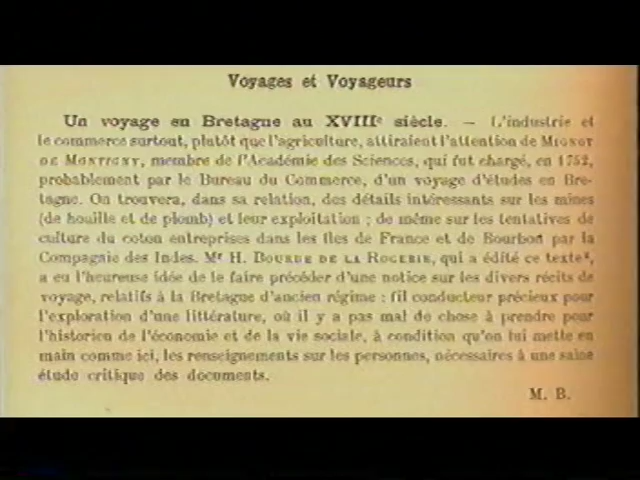 Voyages et Voyageurs
Un voyage en Bretagne au XVIIIe siècle. — L'industrie et
le commerce surtout, plutôt que l'agriculture, attiraient l'attention de MIGNOT
DE MONTIGNY, membre de l'Académie des Sciences, qui fut chargé, en 1752,
probablement par le Bureau du Commerce, d'un voyage d'études en Bre-
tagne. On trouvera, dans sa relation, des détails intéressants sur les mines
(de houille et de plomb) et leur exploitation ; de même sur les tentatives de
culture du coton entreprises dans les îles de France et de Bourbon par la
Compagnie des Indes. Mr H. BOURDE DE LA ROGERIE, qui a édité ce texte
a eu l'heureuse idée de le faire précéder d'une notice sur les divers récits de
voyage, relatifs à la Bretagne d'ancien régime : fil conducteur précieux pour
l'exploration d'une littérature, où il y a pas mal de chose à prendre pour
l'historien de l'économie et de la vie sociale, à condition qu'on lui mette en
main comme ici, les renseignements sur les personnes, nécessaires à une saine
étude critique des documents.
M. B.